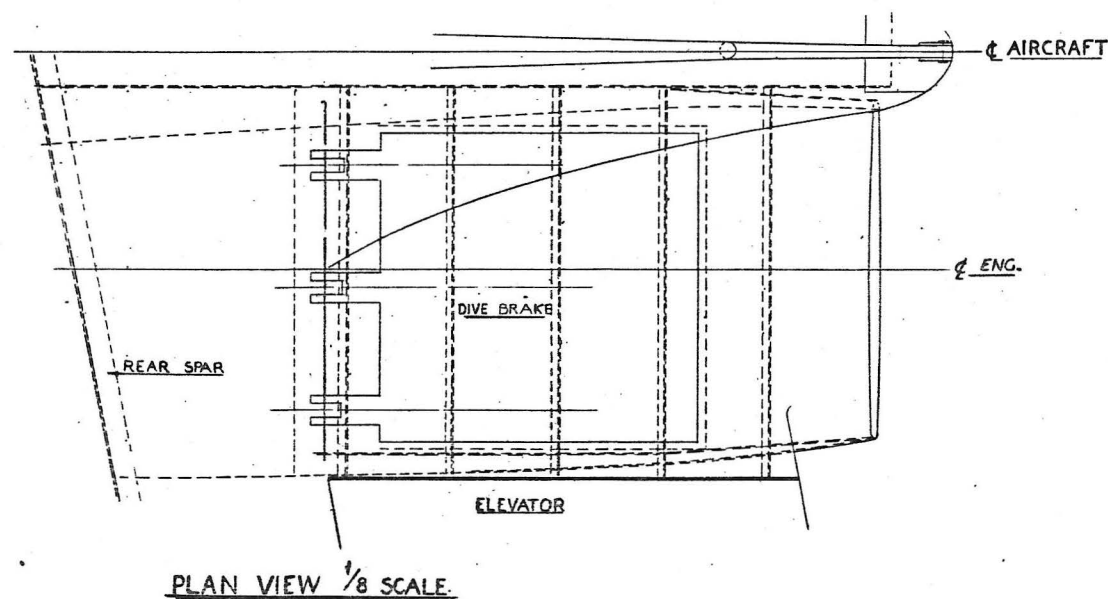 ℄ AIRCRAFT
℄ ENG.
DIVE BRAKE
REAR SPAR
ELEVATOR
PLAN VIEW 1/8 SCALE.